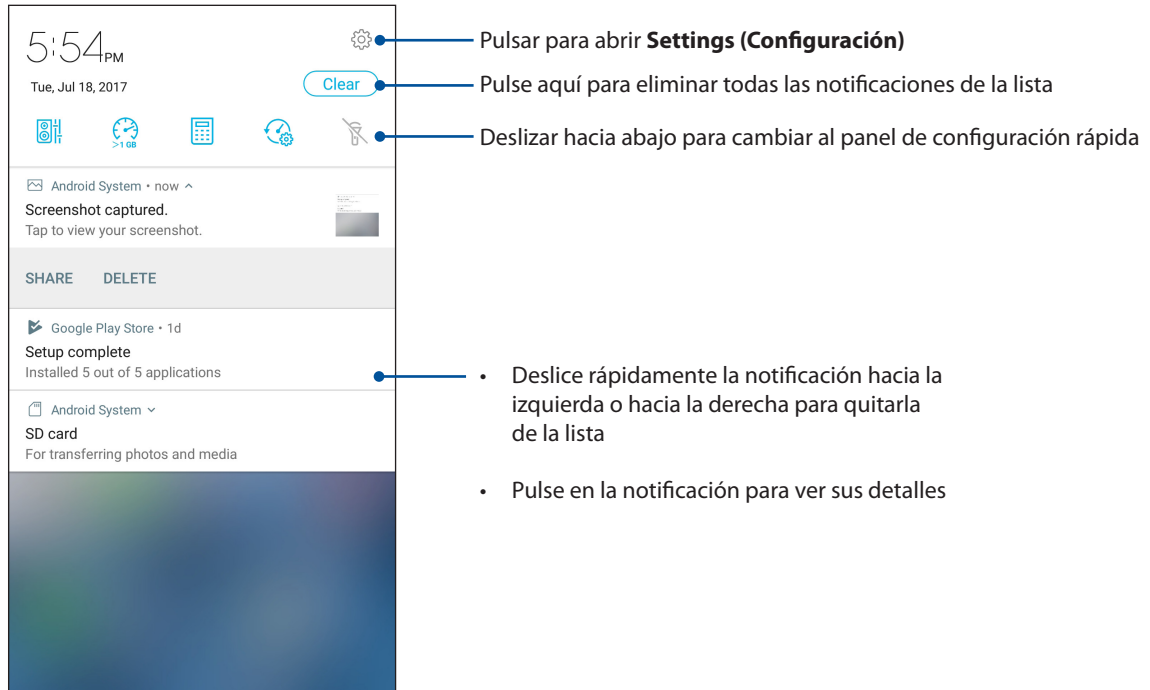 5:54PM
Pulsar para abrir Settings (Configuración)
Tue, Jul 18, 2017
Clear
Pulse aquí para eliminar todas las notificaciones de la lista
>1 GB
Deslizar hacia abajo para cambiar al panel de configuración rápida
Android System • now
Screenshot captured.
Tap to view your screenshot.
SHARE DELETE
Google Play Store • 1d
Setup complete
Installed 5 out of 5 applications
Android System
SD card
For transferring photos and media
• Deslice rápidamente la notificación hacia la
izquierda o hacia la derecha para quitarla
de la lista
• Pulse en la notificación para ver sus detalles